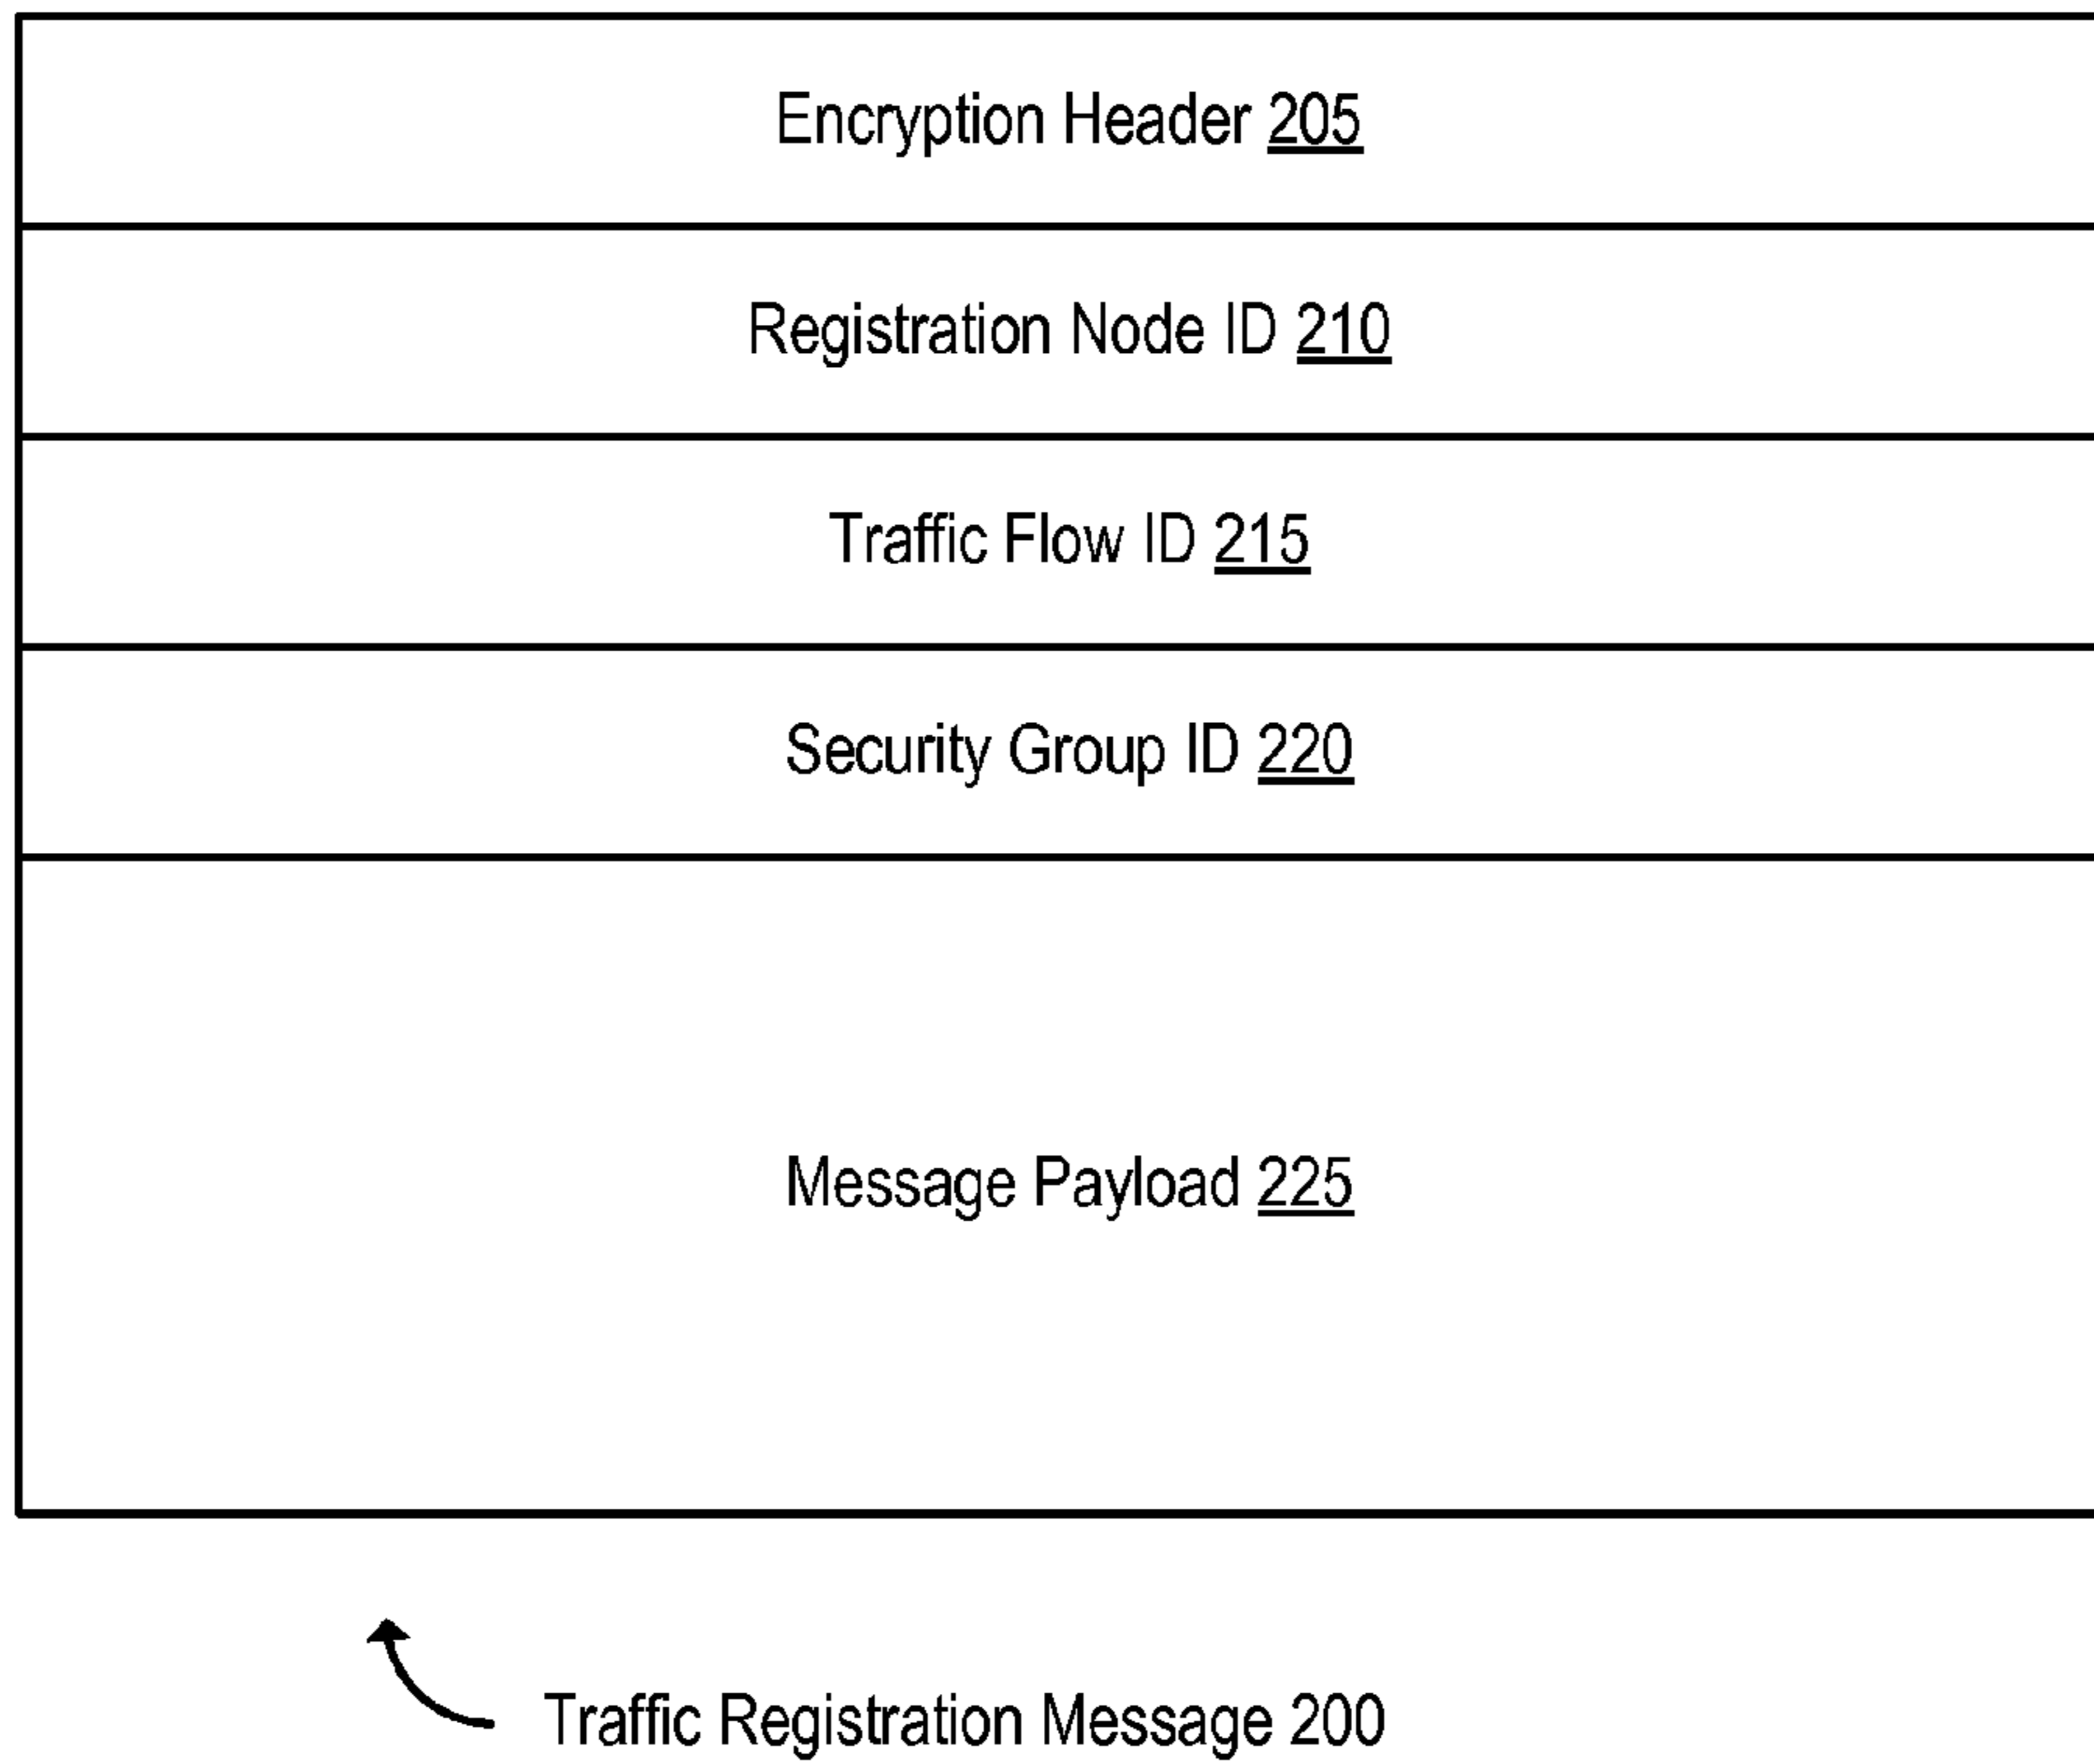 Encryption Header 205
Registration Node ID 210
Traffic Flow ID 215
Security Group ID 220
Message Payload 225
Traffic Registration Message 200